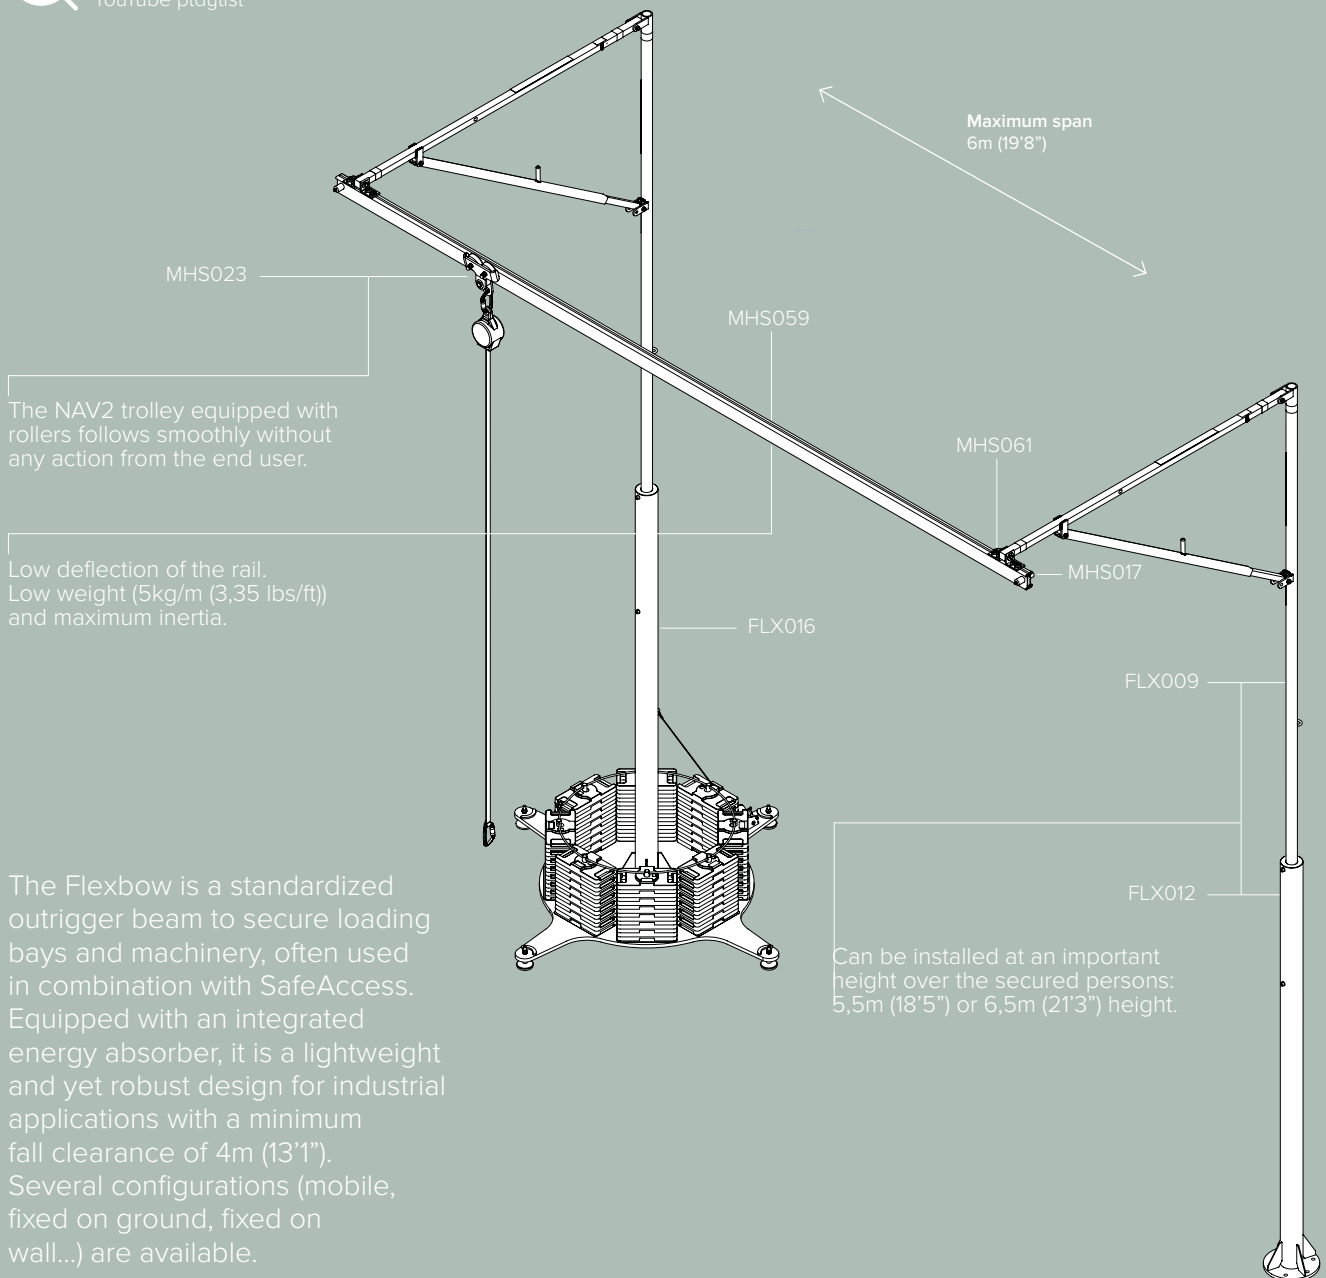 YouTube playlist
Maximum span
6m (19’8”)
MHS023
MHS059
The NAV2 trolley equipped with
rollers follows smoothly without
any action from the end user.
MHS061
Low deflection of the rail.
Low weight (5kg/m (3,35 lbs/ft))
and maximum inertia.
MHS017
FLX016
FLX009
FLX012
The Flexbow is a standardized
outrigger beam to secure loading
bays and machinery, often used
in combination with SafeAccess.
Equipped with an integrated
energy absorber, it is a lightweight
and yet robust design for industrial
applications with a minimum
fall clearance of 4m (13’1”).
Several configurations (mobile,
fixed on ground, fixed on
wall...) are available.
Can be installed at an important
height over the secured persons:
5,5m (18’5”) or 6,5m (21’3”) height.